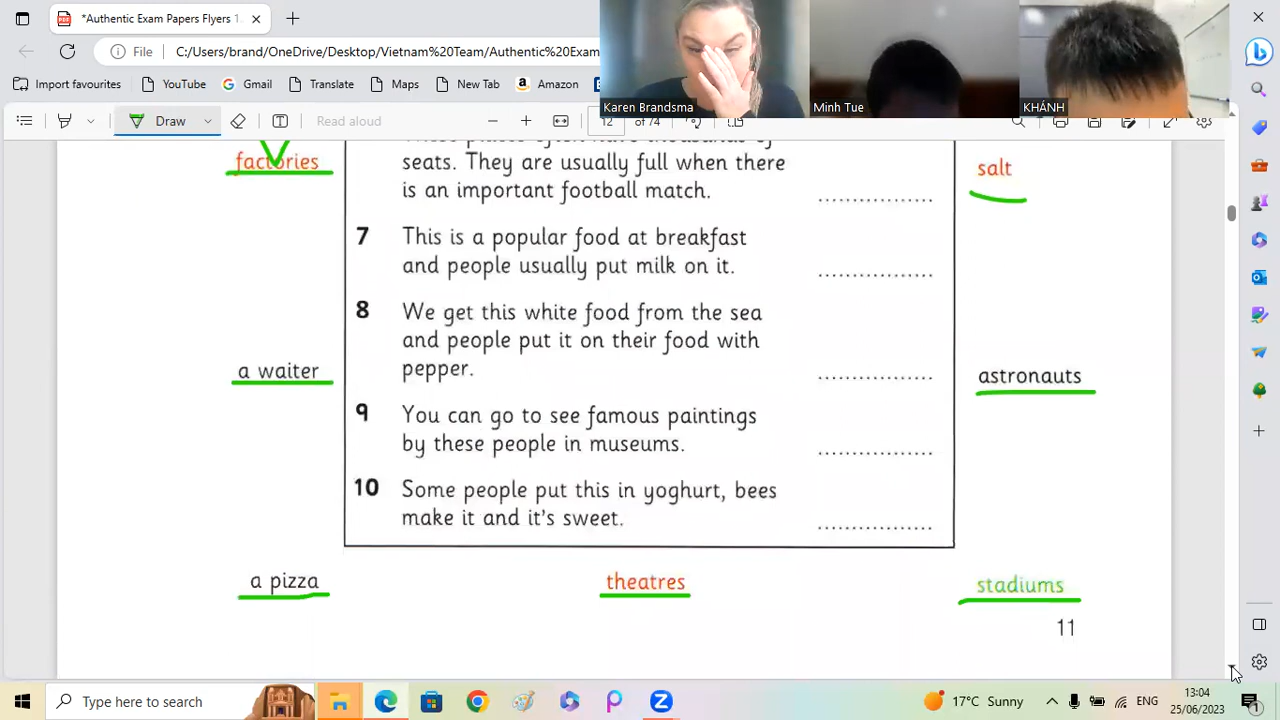 *Authentic Exam Papers Flyers 1
File
C:/Users/brand/OneDrive/Desktop/Vietnam%20Team/Authentic%20Exam
Import favourites
YouTube
Gmail
Translate
Maps
New Tab
Amazon
Draw
Read aloud
12 of 74
Karen Brandsma
Minh Tue
KHÁNH
factories
salt
seats. They are usually full when there
is an important football match. ................
7 This is a popular food at breakfast
and people usually put milk on it. ................
8 We get this white food from the sea
and people put it on their food with
pepper. ................
a waiter
astronauts
9 You can go to see famous paintings
by these people in museums. ................
10 Some people put this in yoghurt, bees
make it and it's sweet. ................
a pizza
theatres
stadiums
11
Type here to search
17°C Sunny
ENG
13:04
25/06/2023